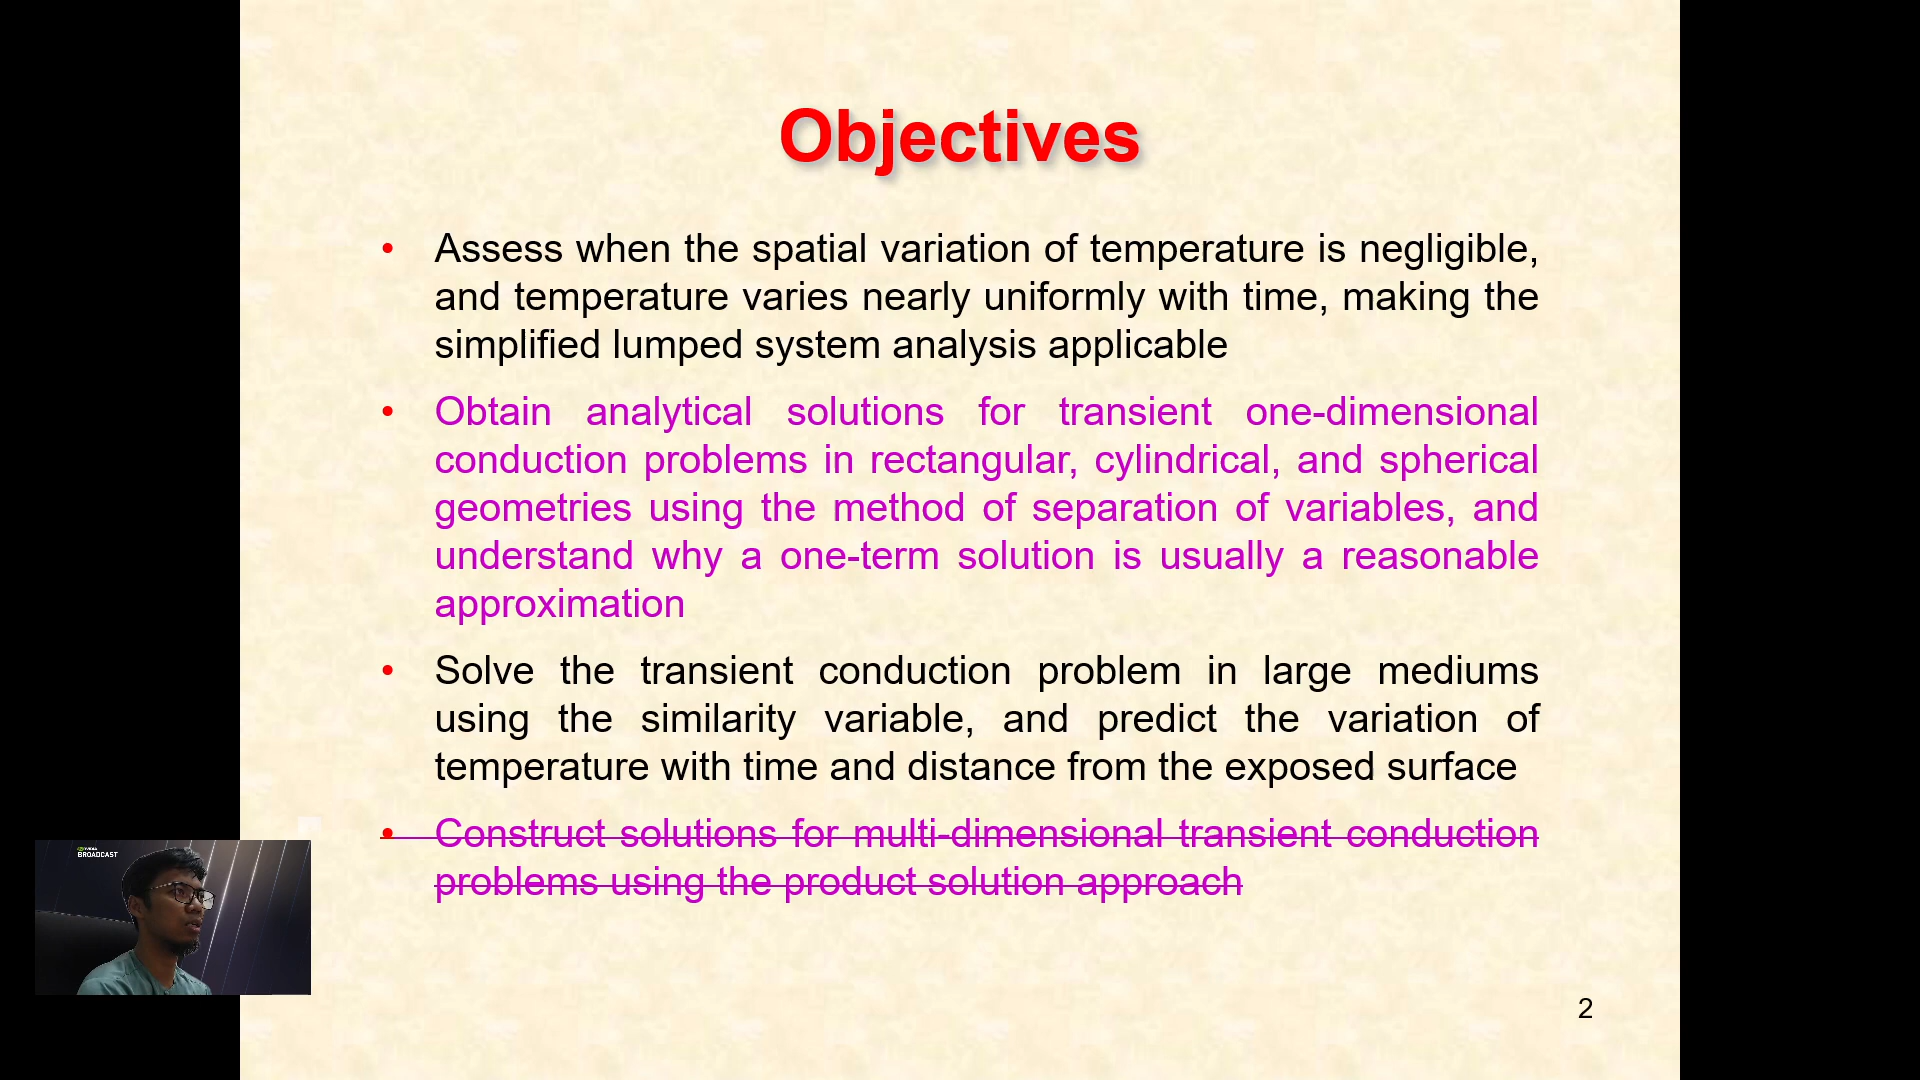 Objectives
• Assess when the spatial variation of temperature is negligible,
and temperature varies nearly uniformly with time, making the
simplified lumped system analysis applicable
• Obtain analytical solutions for transient one-dimensional
conduction problems in rectangular, cylindrical, and spherical
geometries using the method of separation of variables, and
understand why a one-term solution is usually a reasonable
approximation
• Solve the transient conduction problem in large mediums
using the similarity variable, and predict the variation of
temperature with time and distance from the exposed surface
• Construct solutions for multi-dimensional transient conduction
problems using the product solution approach
NVIDIA
BROADCAST
2